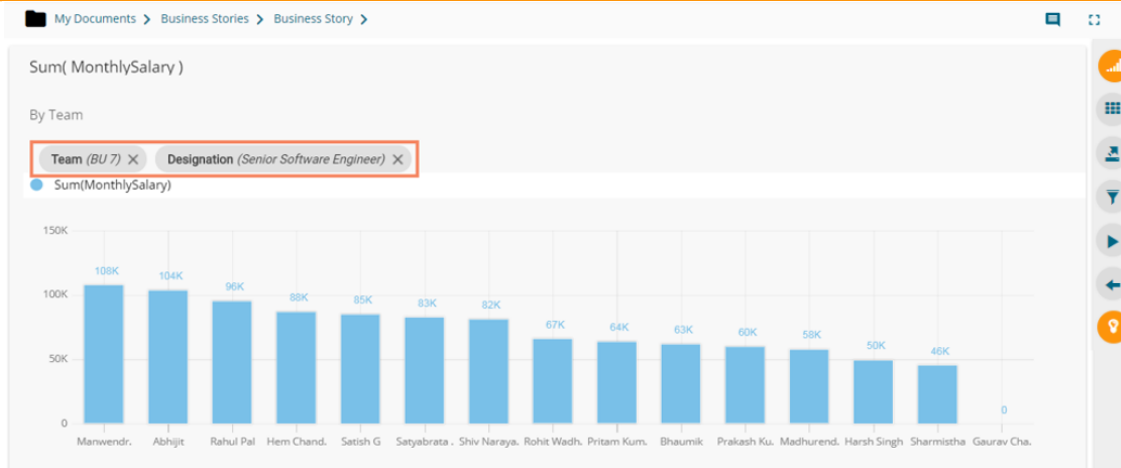 My Documents > Business Stories > Business Story >
Sum( MonthlySalary )
By Team
Team (BU 7) × Designation (Senior Software Engineer) ×
Sum(MonthlySalary)
150K
108K 104K 96K 88K 85K 83K 82K 67K 64K 63K 60K 58K 50K 46K 0
100K
50K
0
Manwendr. Abhijit Rahul Pal Hem Chand. Satish G Satyabrata . Shiv Naraya. Rohit Wadh. Pritam Kum. Bhaumik Prakash Ku. Madhurend. Harsh Singh Sharmistha Gaurav Cha.